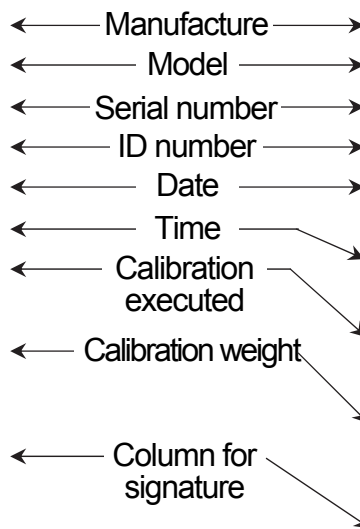 Manufacture
Model
Serial number
ID number
Date
Time
Calibration
executed
Calibration weight
Column for
signature